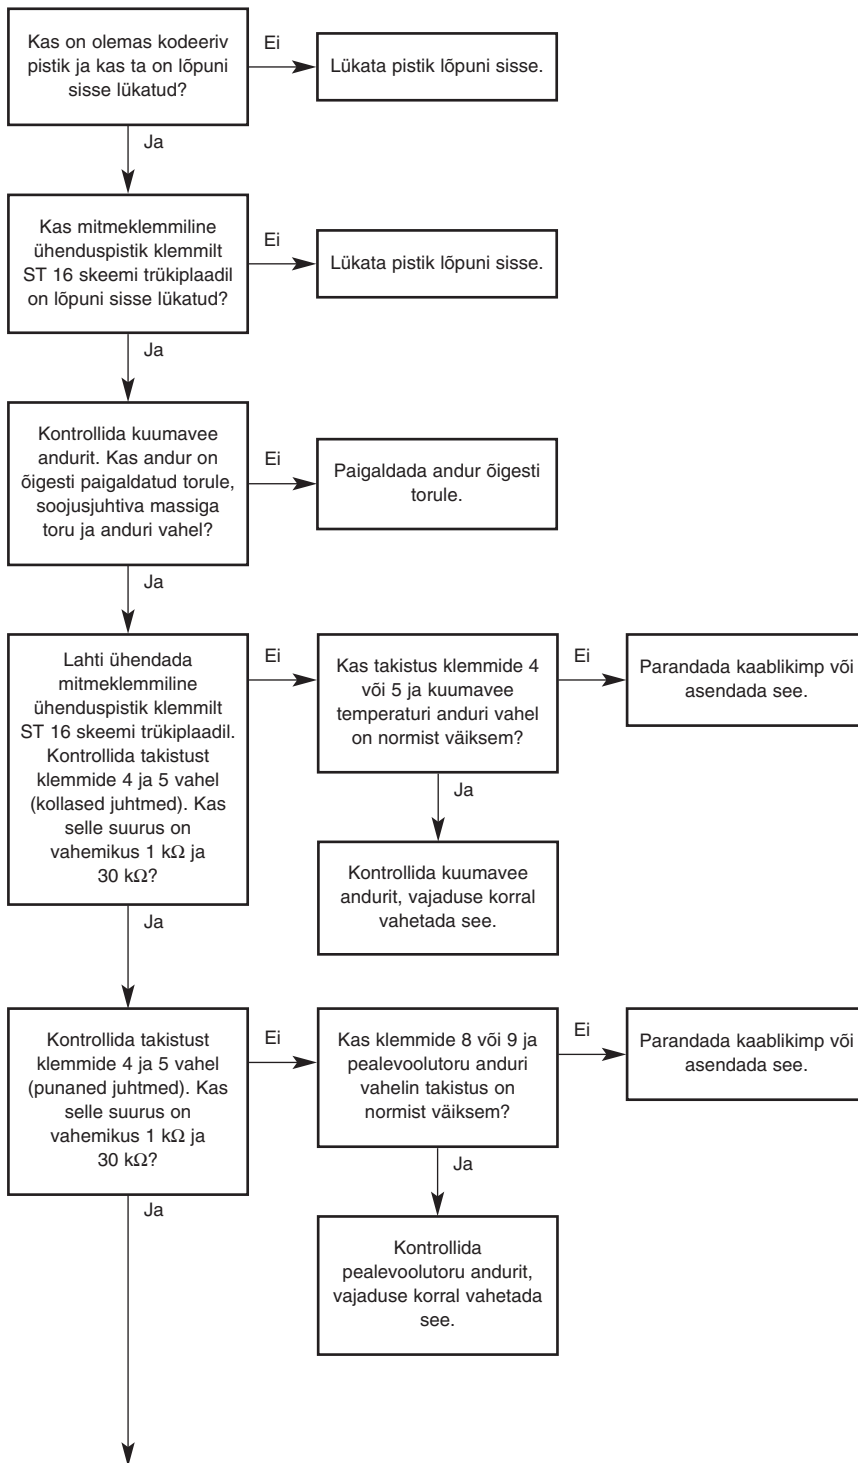 Kas on olemas kodeeriv
pistik ja kas ta on lõpuni
sisse lükatud?
Ei
Lükata pistik lõpuni sisse.
Ja
Kas mitmeklemmiline
ühenduspistik klemmilt
ST 16 skeemi trükiplaadil
on lõpuni sisse lükatud?
Ei
Lükata pistik lõpuni sisse.
Ja
Kontrollida kuumavee
andurit. Kas andur on
õigesti paigaldatud torule,
soojusjuhtiva massiga
toru ja anduri vahel?
Ei
Paigaldada andur õigesti
torule.
Ja
Lahti ühendada
mitmeklemmiline
ühenduspistik klemmilt
ST 16 skeemi trükiplaadil.
Kontrollida takistust
klemmide 4 ja 5 vahel
(kollased juhtmed). Kas
selle suurus on
vahemikus 1 kΩ ja
30 kΩ?
Ei
Kas takistus klemmide 4
või 5 ja kuumavee
temperaturi anduri vahel
on normist väiksem?
Ei
Parandada kaablikimp või
asendada see.
Ja
Kontrollida kuumavee
andurit, vajaduse korral
vahetada see.
Ja
Kontrollida takistust
klemmide 4 ja 5 vahel
(punaned juhtmed). Kas
selle suurus on
vahemikus 1 kΩ ja
30 kΩ?
Ei
Kas klemmide 8 või 9 ja
pealevoolutoru anduri
vahelin takistus on
normist väiksem?
Ei
Parandada kaablikimp või
asendada see.
Ja
Kontrollida
pealevoolutoru andurit,
vajaduse korral vahetada
see.
Ja